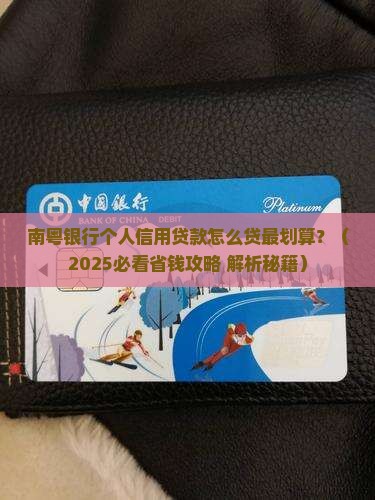 中国银行
Platinum
BANK OF CHINA DEBIT
南粤银行个人信用贷款怎么贷最划算？（
2025必看省钱攻略 解析秘籍）